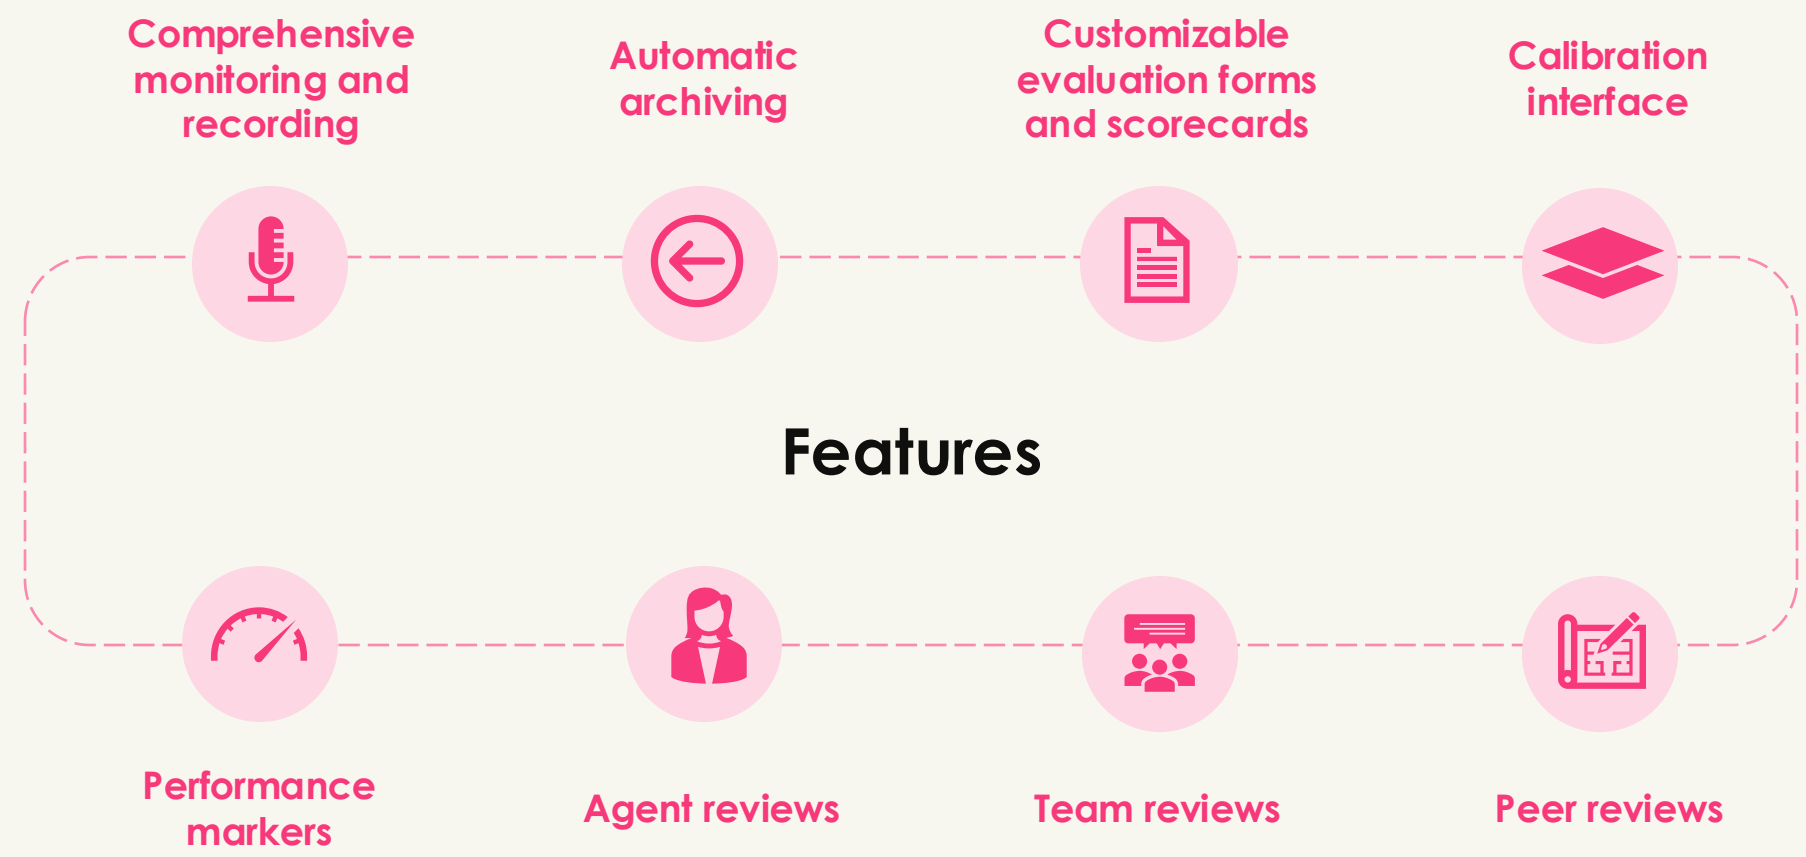 Comprehensive
monitoring and
recording
Automatic
archiving
Customizable
evaluation forms
and scorecards
Calibration
interface
Features
Performance
markers
Agent reviews
Team reviews
Peer reviews